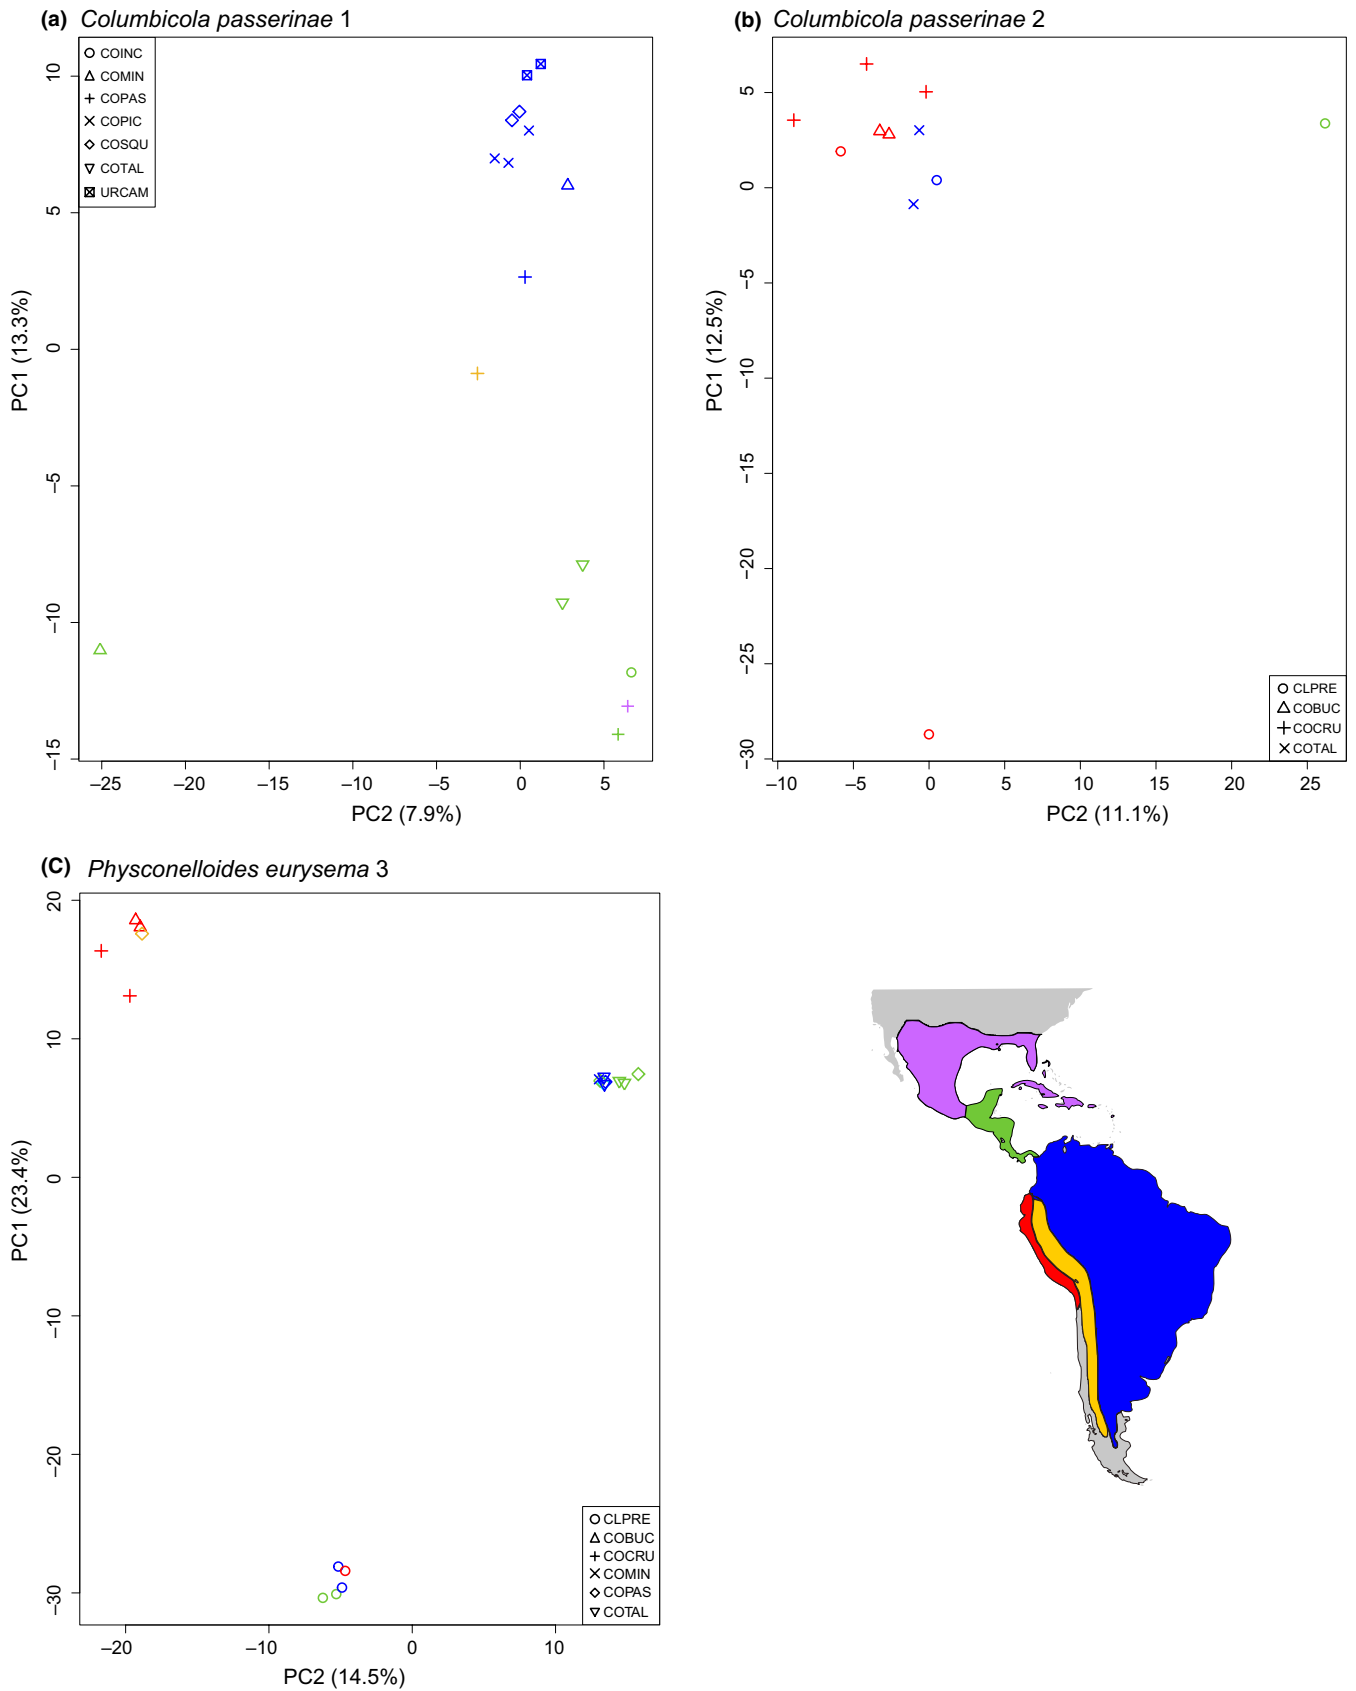 (a) Columbicola passerinae 1
COINC
COMIN
COPAS
COPIC
COSQU
COTAL
URCAM
10
5
0
−5
−10
−15
PC1 (13.3%)
−25 −20 −15 −10 −5 0 5
PC2 (7.9%)
(b) Columbicola passerinae 2
5
0
−5
−10
−15
−20
−25
−30
PC1 (12.5%)
CLPRE
COBUC
COCRU
COTAL
−10 −5 0 5 10 15 20 25
PC2 (11.1%)
(C) Physconelloides eurysema 3
20
10
0
−10
−20
−30
PC1 (23.4%)
CLPRE
COBUC
COCRU
COMIN
COPAS
COTAL
−20 −10 0 10
PC2 (14.5%)